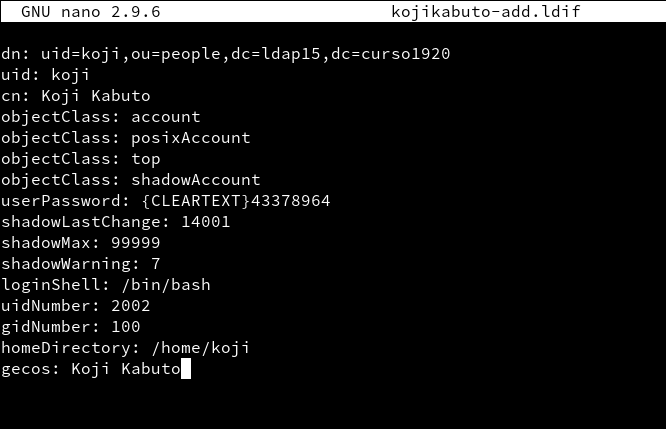 GNU nano 2.9.6 kojikabuto-add.ldif
dn: uid=koji,ou=people,dc=ldap15,dc=curso1920
uid: koji
cn: Koji Kabuto
objectClass: account
objectClass: posixAccount
objectClass: top
objectClass: shadowAccount
userPassword: {CLEARTEXT}43378964
shadowLastChange: 14001
shadowMax: 99999
shadowWarning: 7
loginShell: /bin/bash
uidNumber: 2002
gidNumber: 100
homeDirectory: /home/koji
gecos: Koji Kabuto